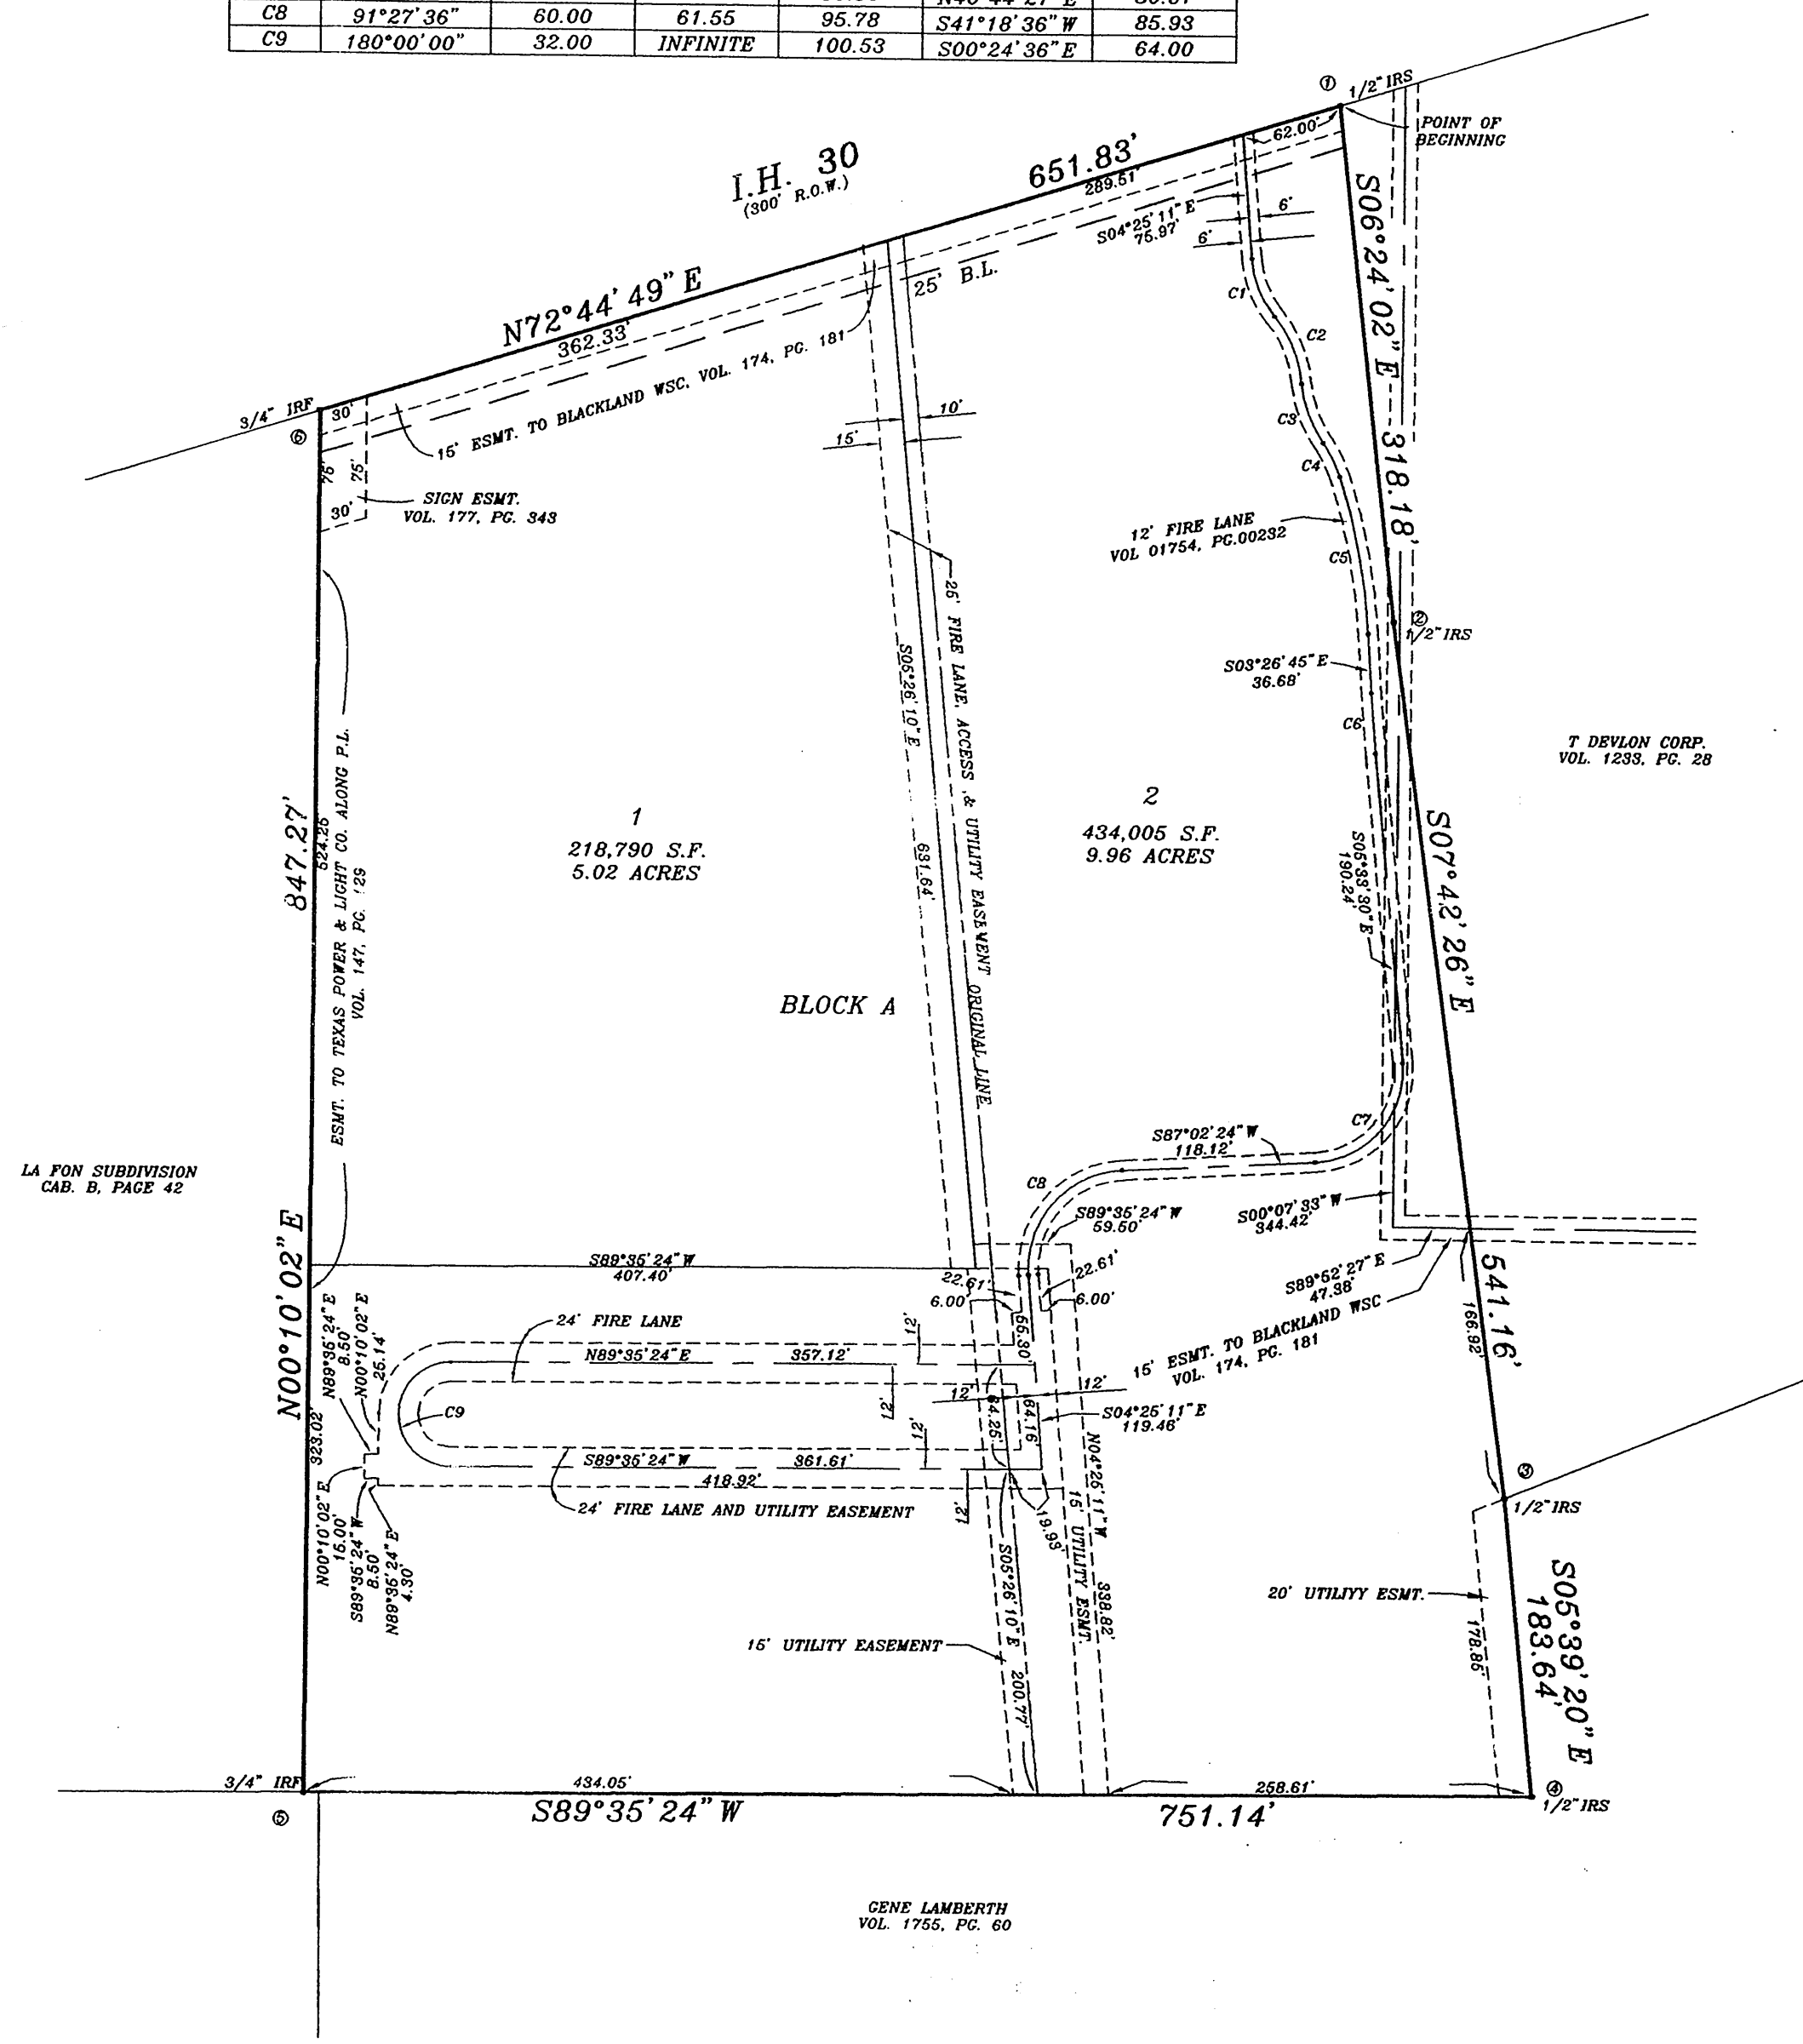 C8 91°27'36" 60.00 61.55 95.78 S41°18'36"W 85.93
C9 180°00'00" 32.00 INFINITE 100.53 S00°24'36"E 64.00
①
1/2" IRS
POINT OF
BEGINNING
62.00'
I.H. 30
(300' R.O.W.)
651.83'
289.51'
N72°44'49"E
362.33'
25' B.L.
S04°25'11"E
75.97'
6'
6'
C1
C2
C3
C4
C5
C6
S06°24'02"E
318.18'
3/4" IRF
⑥
30'
75'
75'
30'
15' ESMT. TO BLACKLAND WSC, VOL. 174, PG. 181
SIGN ESMT.
VOL. 177, PG. 343
10'
15'
12' FIRE LANE
VOL 01754, PG.00232
②
1/2" IRS
S03°26'45"E
36.68'
T DEVLON CORP.
VOL. 1233, PG. 28
25' FIRE LANE, ACCESS ,& UTILITY EASEMENT ORIGINAL LINE
S05°26'10"E
631.64'
1
218,790 S.F.
5.02 ACRES
2
434,005 S.F.
9.96 ACRES
847.27'
524.25'
ESMT. TO TEXAS POWER & LIGHT CO. ALONG P.L.
VOL. 147, PG. 129
S05°33'30"E
190.24'
S07°42'26"E
541.16'
BLOCK A
C7
S87°02'24"W
118.12'
C8
S89°35'24"W
59.50'
S00°07'33"W
344.42'
LA FON SUBDIVISION
CAB. B, PAGE 42
N00°10'02"E
S89°35'24"W
407.40'
22.61'
22.61'
6.00'
6.00'
S89°52'27"E
47.38'
166.92'
15' ESMT. TO BLACKLAND WSC
VOL. 174, PG. 181
N89°35'24"E
8.50'
N00°10'02"E
25.14'
24' FIRE LANE
12'
55.30'
N89°35'24"E 357.12'
12'
12'
12'
64.25'
64.16'
S04°25'11"E
119.46'
C9
12'
323.02'
S89°35'24"W 361.61'
418.92'
24' FIRE LANE AND UTILITY EASEMENT
12'
19.93'
N00°10'02"E
15.00'
S89°35'24"W
8.50'
N89°35'24"E
4.30'
N04°25'11"W
338.82'
15' UTILITY ESMT.
S05°26'10"E
200.77'
15' UTILITY EASEMENT
③
1/2" IRS
20' UTILIYY ESMT.
178.85'
S05°39'20"E
183.64'
3/4" IRF
⑤
434.05'
258.61'
④
1/2" IRS
S89°35'24"W
751.14'
GENE LAMBERTH
VOL. 1755, PG. 60